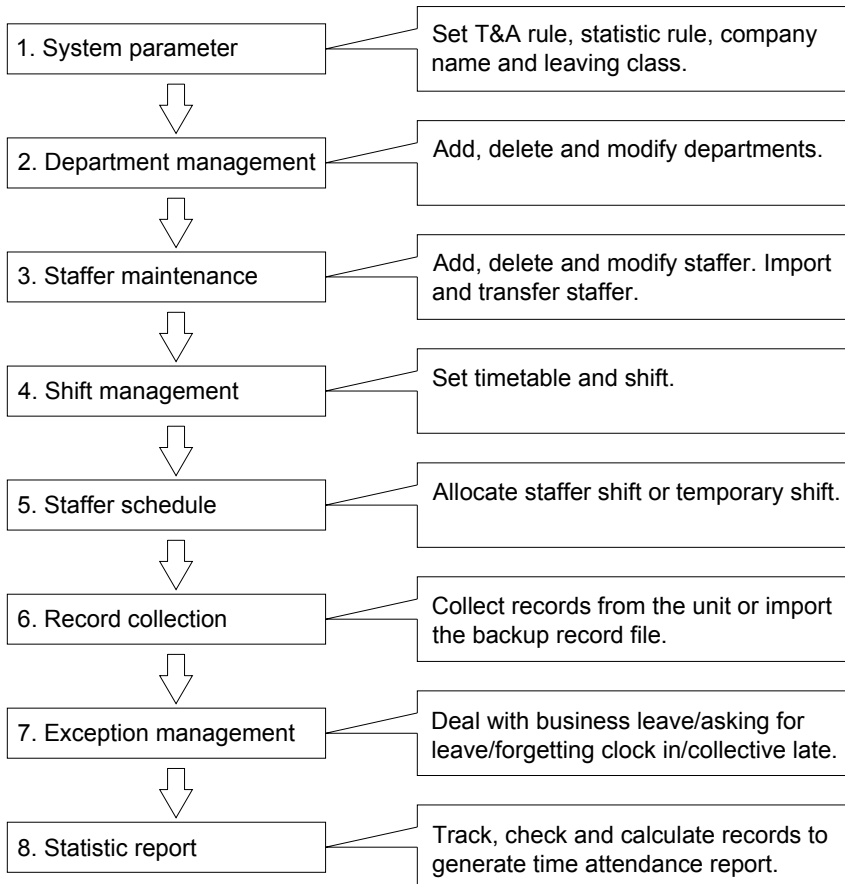 1. System parameter
Set T&A rule, statistic rule, company
name and leaving class.
2. Department management
Add, delete and modify departments.
3. Staffer maintenance
Add, delete and modify staffer. Import
and transfer staffer.
4. Shift management
Set timetable and shift.
5. Staffer schedule
Allocate staffer shift or temporary shift.
6. Record collection
Collect records from the unit or import
the backup record file.
7. Exception management
Deal with business leave/asking for
leave/forgetting clock in/collective late.
8. Statistic report
Track, check and calculate records to
generate time attendance report.